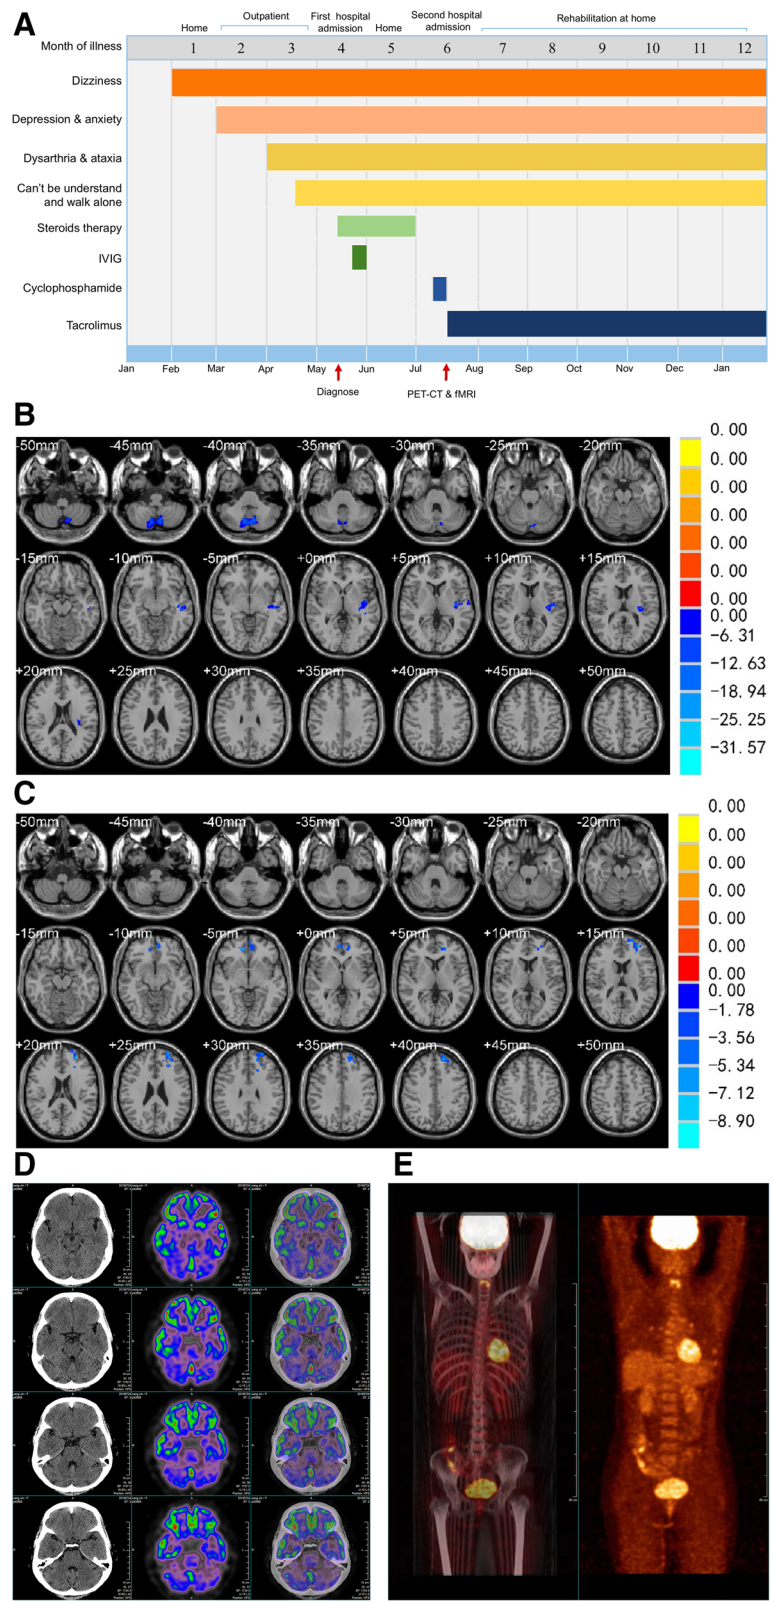 A
Home
Outpatient
First hospital
admission
Home
Second hospital
admission
Rehabilitation at home
Month of illness
1 2 3 4 5 6 7 8 9 10 11 12
Dizziness
Depression & anxiety
Dysarthria & ataxia
Can't be understand
and walk alone
Steroids therapy
IVIG
Cyclophosphamide
Tacrolimus
Jan Feb Mar Apr May Jun Jul Aug Sep Oct Nov Dec Jan
Diagnose
PET-CT & fMRI
B
-50mm -45mm -40mm -35mm -30mm -25mm -20mm
-15mm -10mm -5mm +0mm +5mm +10mm +15mm
+20mm +25mm +30mm +35mm +40mm +45mm +50mm
0.00
0.00
0.00
0.00
0.00
0.00
0.00
0.00
-6.31
-12.63
-18.94
-25.25
-31.57
C
-50mm -45mm -40mm -35mm -30mm -25mm -20mm
-15mm -10mm -5mm +0mm +5mm +10mm +15mm
+20mm +25mm +30mm +35mm +40mm +45mm +50mm
0.00
0.00
0.00
0.00
0.00
0.00
0.00
0.00
-1.78
-3.56
-5.34
-7.12
-8.90
D
E